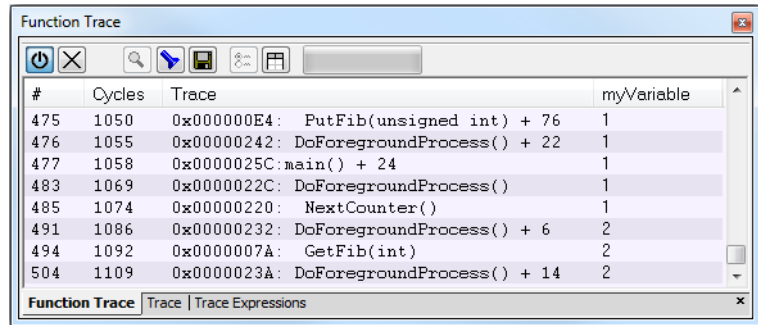 Function Trace
# Cycles Trace myVariable
475 1050 0x000000E4: PutFib(unsigned int) + 76 1
476 1055 0x00000242: DoForegroundProcess() + 22 1
477 1058 0x0000025C:main() + 24 1
483 1069 0x0000022C: DoForegroundProcess() 1
485 1074 0x00000220: NextCounter() 1
491 1086 0x00000232: DoForegroundProcess() + 6 2
494 1092 0x0000007A: GetFib(int) 2
504 1109 0x0000023A: DoForegroundProcess() + 14 2
Function Trace Trace Trace Expressions